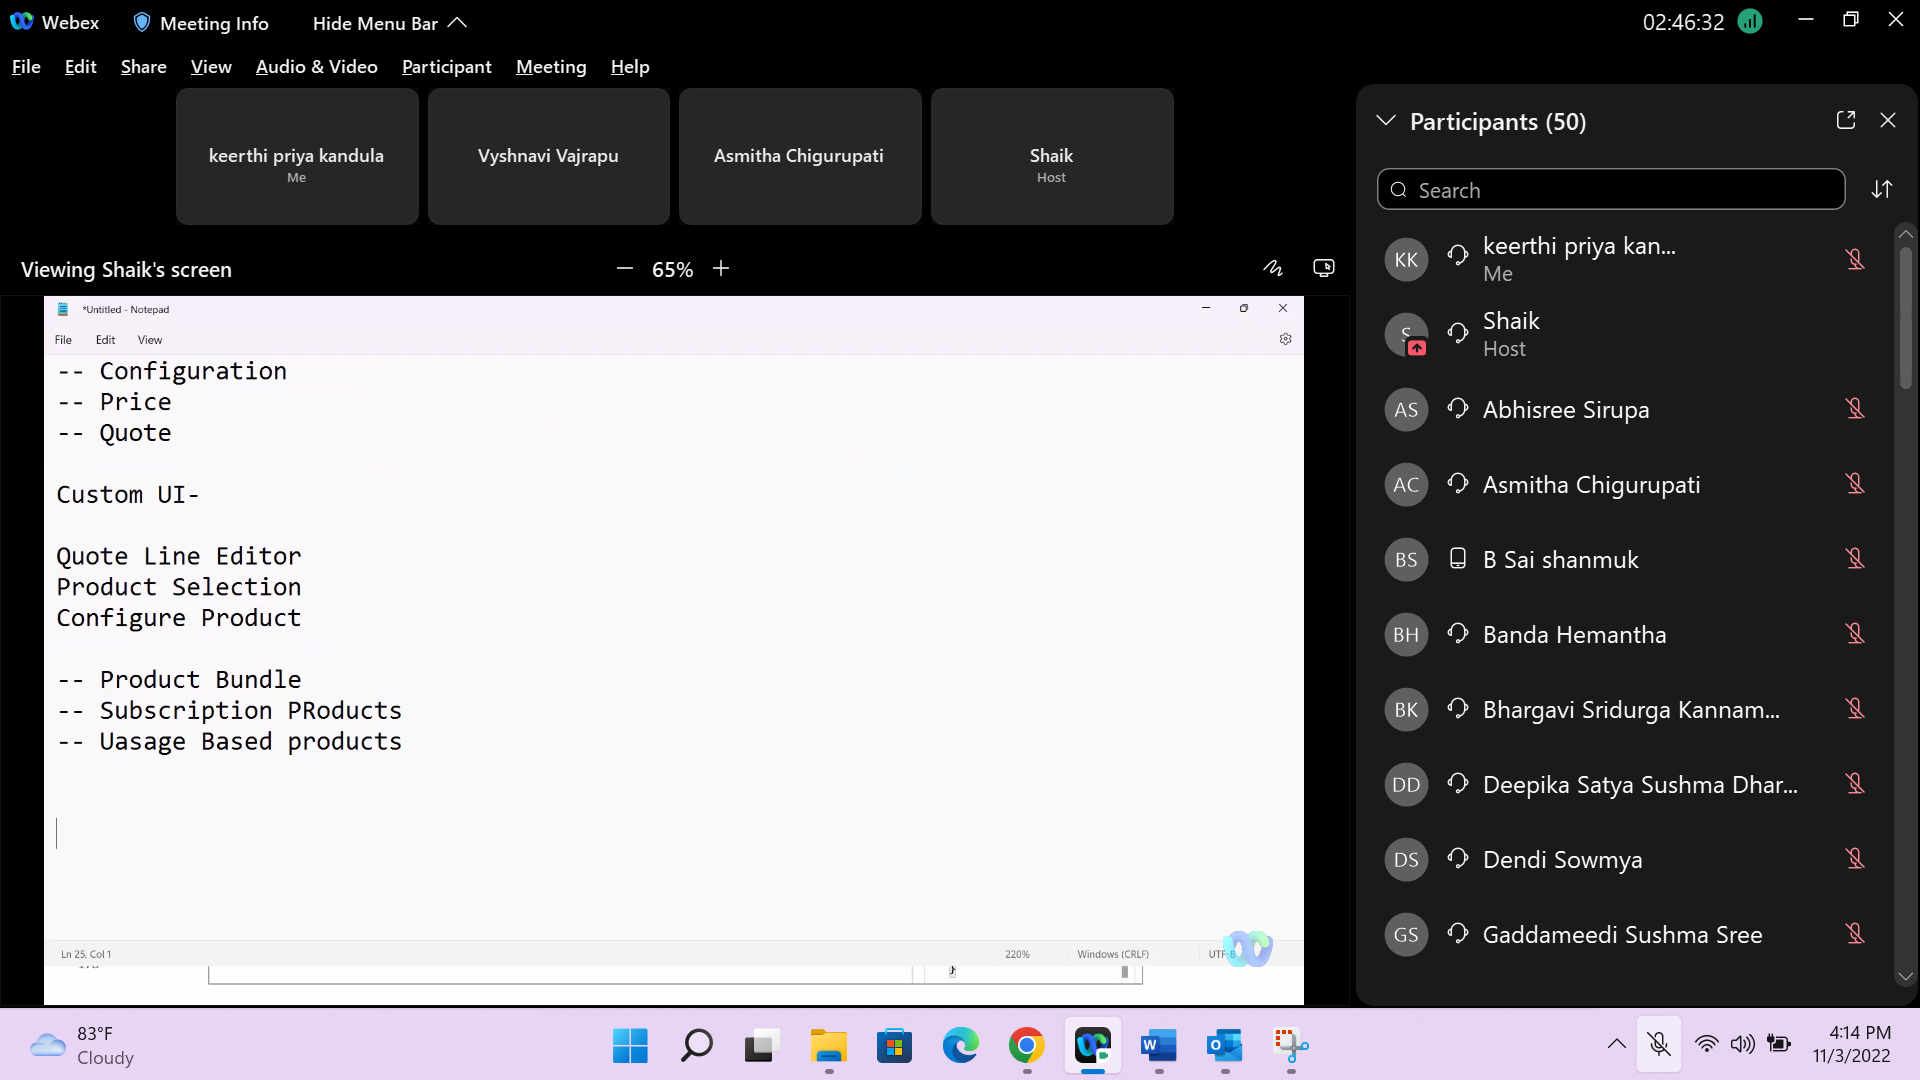 Webex
Meeting Info
Hide Menu Bar
02:46:32
File Edit Share View Audio & Video Participant Meeting Help
keerthi priya kandula
Me
Vyshnavi Vajrapu
Asmitha Chigurupati
Shaik
Host
Viewing Shaik's screen
65%
*Untitled - Notepad
File Edit View
-- Configuration
-- Price
-- Quote
Custom UI-
Quote Line Editor
Product Selection
Configure Product
-- Product Bundle
-- Subscription PRoducts
-- Uasage Based products
Ln 25, Col 1
220%
Windows (CRLF)
UTF-8
}
Participants (50)
Search
KK
keerthi priya kan...
Me
S
Shaik
Host
AS
Abhisree Sirupa
AC
Asmitha Chigurupati
BS
B Sai shanmuk
BH
Banda Hemantha
BK
Bhargavi Sridurga Kannam...
DD
Deepika Satya Sushma Dhar...
DS
Dendi Sowmya
GS
Gaddameedi Sushma Sree
83°F
Cloudy
4:14 PM
11/3/2022